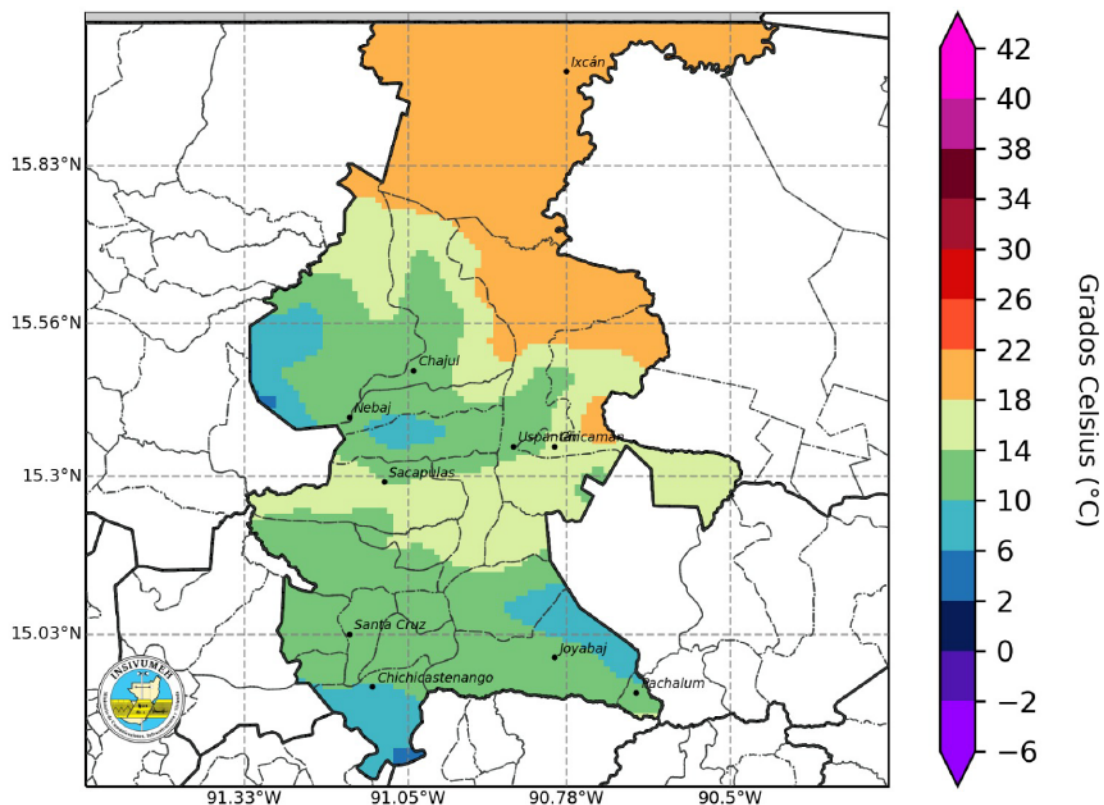 42
40
38
34
30
26
22
18
14
10
6
2
0
−2
−6
Grados Celsius (°C)
15.83°N
15.56°N
15.3°N
15.03°N
91.33°W
91.05°W
90.78°W
90.5°W
Ixcán
Chajul
Nebaj
Uspantán
Chicamán
Sacapulas
Santa Cruz
Joyabaj
Chichicastenango
Pachalum
INSIVUMEH